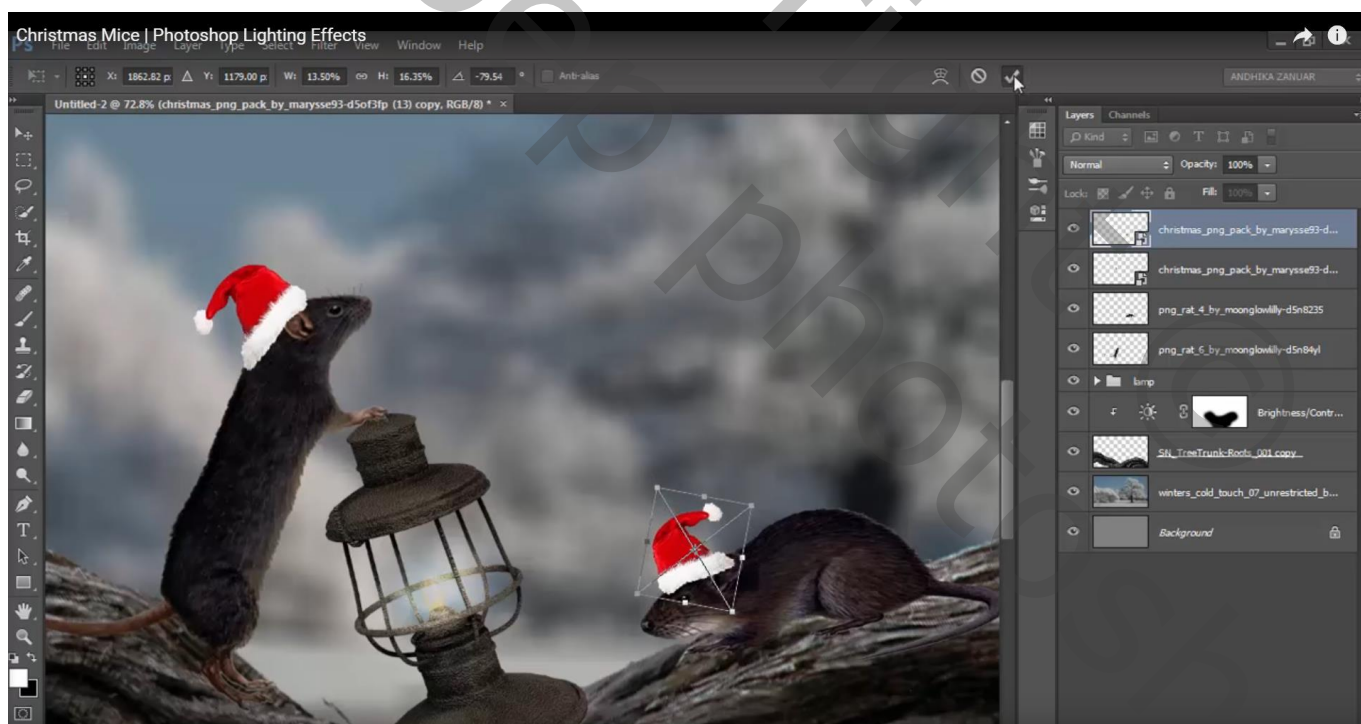 Christmas Mice | Photoshop Lighting Effects
Ps File Edit Image Layer Type Select Filter View Window Help
X: 1862.82 p: Y: 1179.00 p: W: 13.50% H: 16.35% -79.54 ° Anti-alias
ANDHIKA ZANUAR
Untitled-2 @ 72.8% (christmas_png_pack_by_marysse93-d5of3fp (13) copy, RGB/8) * ×
Layers Channels
Kind
Normal Opacity: 100%
Lock: Fill: 100%
christmas_png_pack_by_marysse93-d...
christmas_png_pack_by_marysse93-d...
png_rat_4_by_moonglowlilly-d5n8235
png_rat_6_by_moonglowlilly-d5n84yl
lamp
Brightness/Contr...
SN_TreeTrunk-Roots_001 copy
winters_cold_touch_07_unrestricted_b...
Background